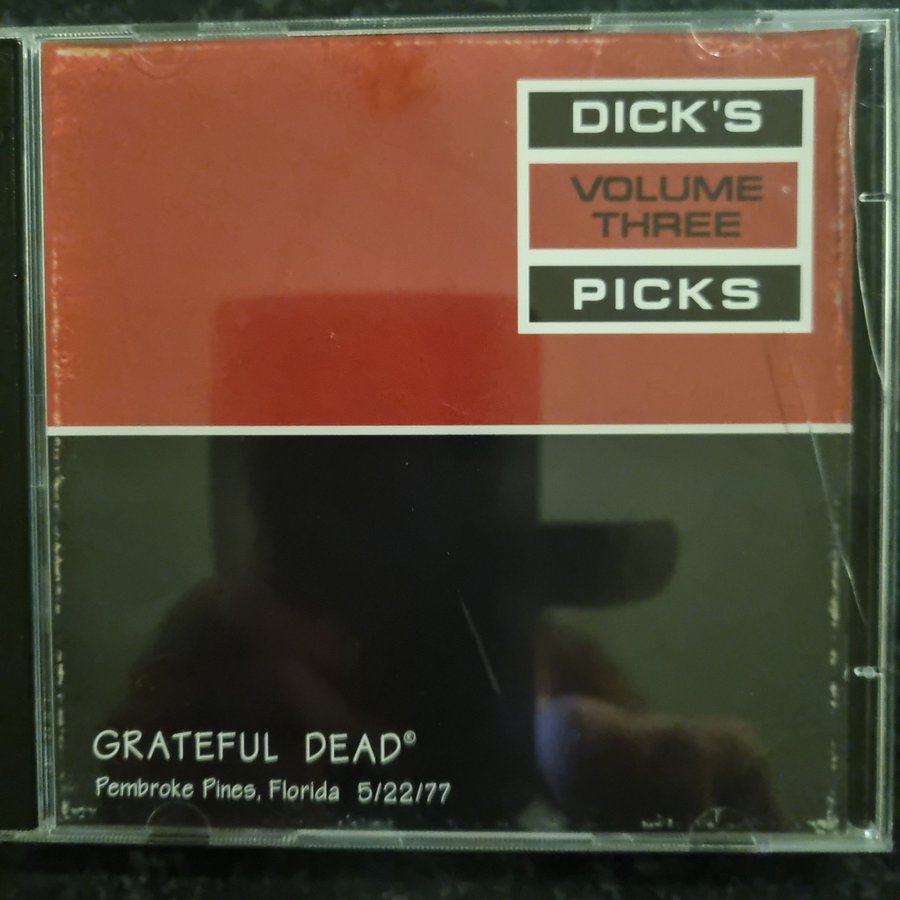 DICK'S
VOLUME
THREE
PICKS
GRATEFUL DEAD®
Pembroke Pines, Florida 5/22/77